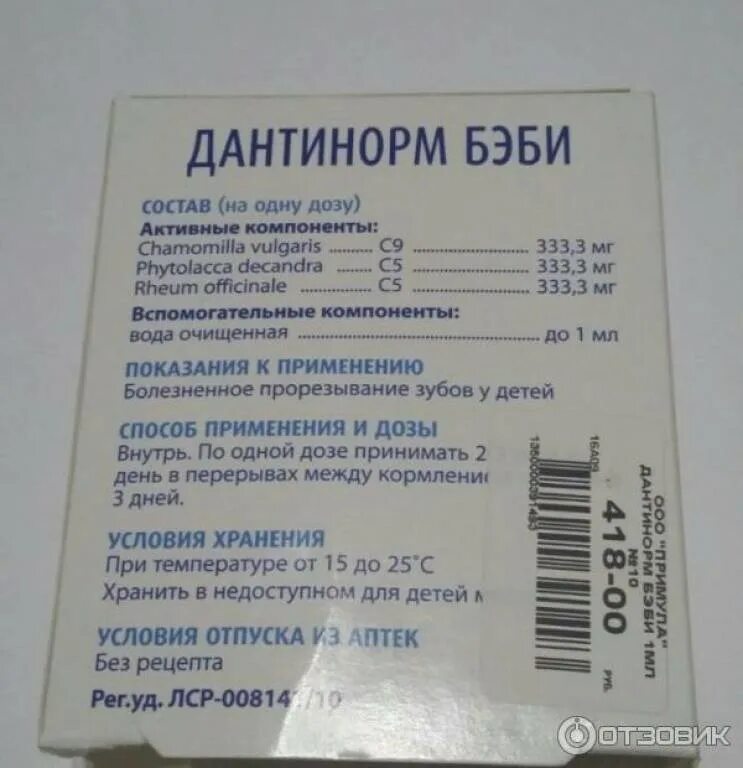 ДАНТИНОРМ БЭБИ
СОСТАВ (на одну дозу)
Активные компоненты:
Chamomilla vulgaris ........ C9 ........................ 333,3 мг
Phytolacca decandra ...... C5 ........................ 333,3 мг
Rheum officinale ............ C5 ........................ 333,3 мг
Вспомогательные компоненты:
вода очищенная ................................................ до 1 мл
ПОКАЗАНИЯ К ПРИМЕНЕНИЮ
Болезненное прорезывание зубов у детей
СПОСОБ ПРИМЕНЕНИЯ И ДОЗЫ
Внутрь. По одной дозе принимать 2
день в перерывах между кормлени
3 дней.
УСЛОВИЯ ХРАНЕНИЯ
При температуре от 15 до 25°С
Хранить в недоступном для детей м
УСЛОВИЯ ОТПУСКА ИЗ АПТЕК
Без рецепта
Рег.уд. ЛСР-008141/10
ООО "ПРИМУЛА"
ДАНТИНОРМ БЭБИ 1МЛ
№10
418-00
РУБ.
ОТЗОВИК